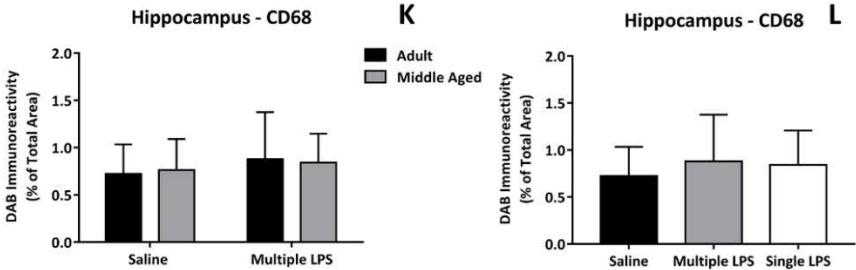 Hippocampus - CD68
K
DAB Immunoreactivity
(% of Total Area)
2.0
1.5
1.0
0.5
0.0
Saline
Multiple LPS
Adult
Middle Aged
Hippocampus - CD68
L
DAB Immunoreactivity
(% of Total Area)
2.0
1.5
1.0
0.5
0.0
Saline
Multiple LPS
Single LPS